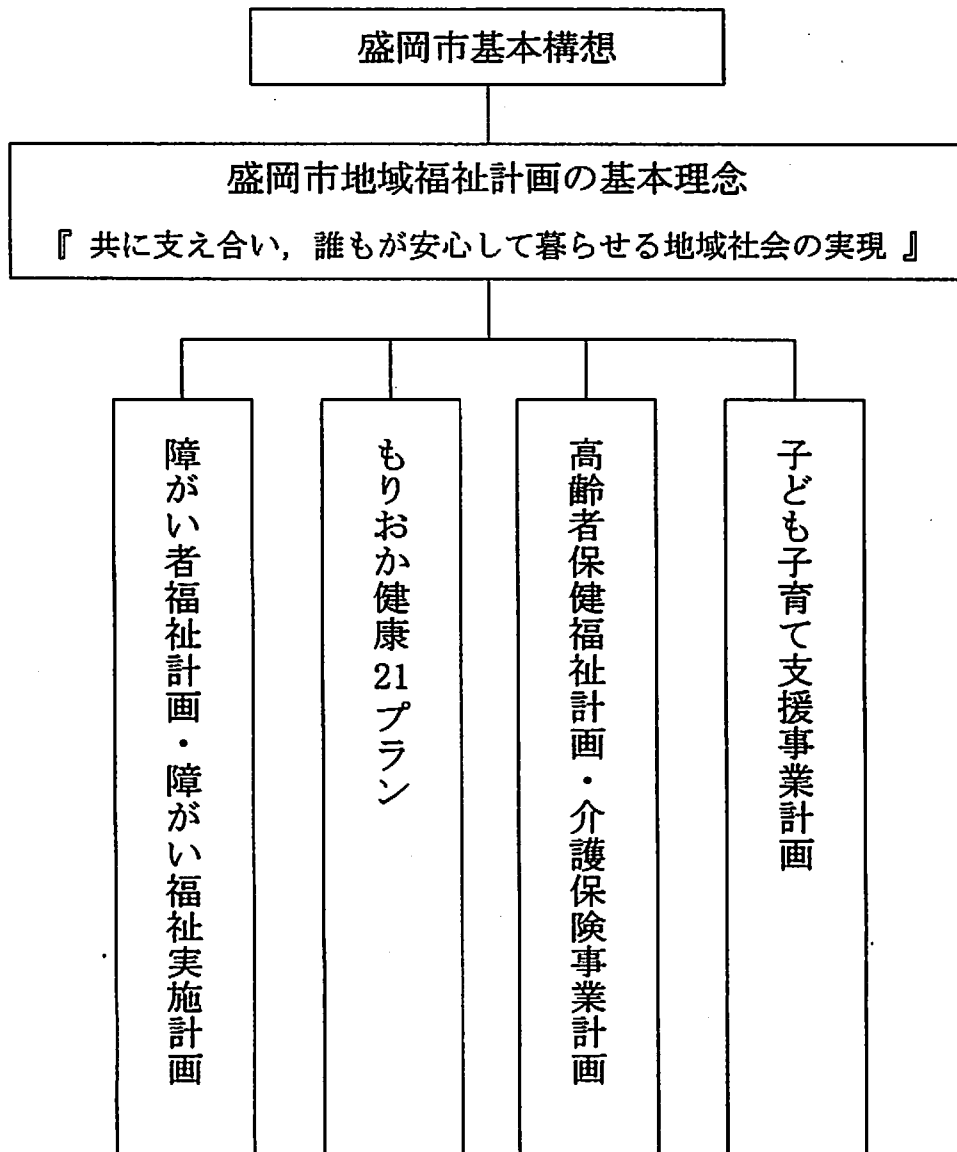 盛岡市基本構想
盛岡市地域福祉計画の基本理念
『 共に支え合い，誰もが安心して暮らせる地域社会の実現 』
障がい者福祉計画・障がい福祉実施計画
もりおか健康21プラン
高齢者保健福祉計画・介護保険事業計画
子ども子育て支援事業計画